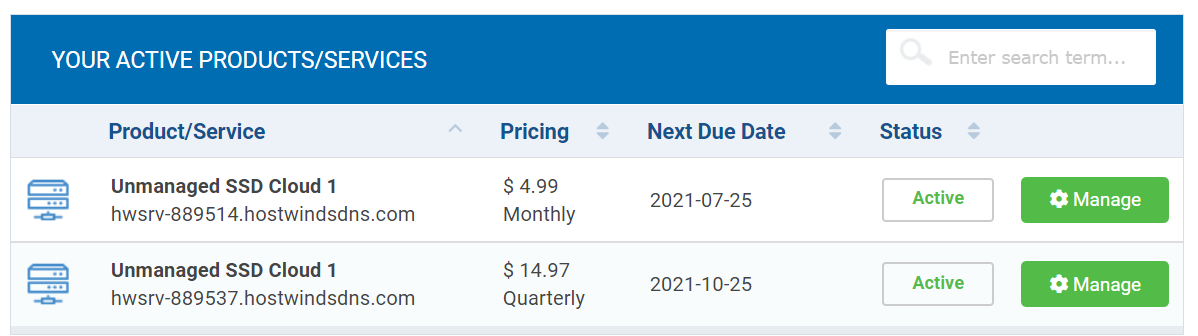 YOUR ACTIVE PRODUCTS/SERVICES
Enter search term...
Product/Service Pricing Next Due Date Status
Unmanaged SSD Cloud 1 $ 4.99
hwsrv-889514.hostwindsdns.com Monthly 2021-07-25 Active Manage
Unmanaged SSD Cloud 1 $ 14.97
hwsrv-889537.hostwindsdns.com Quarterly 2021-10-25 Active Manage